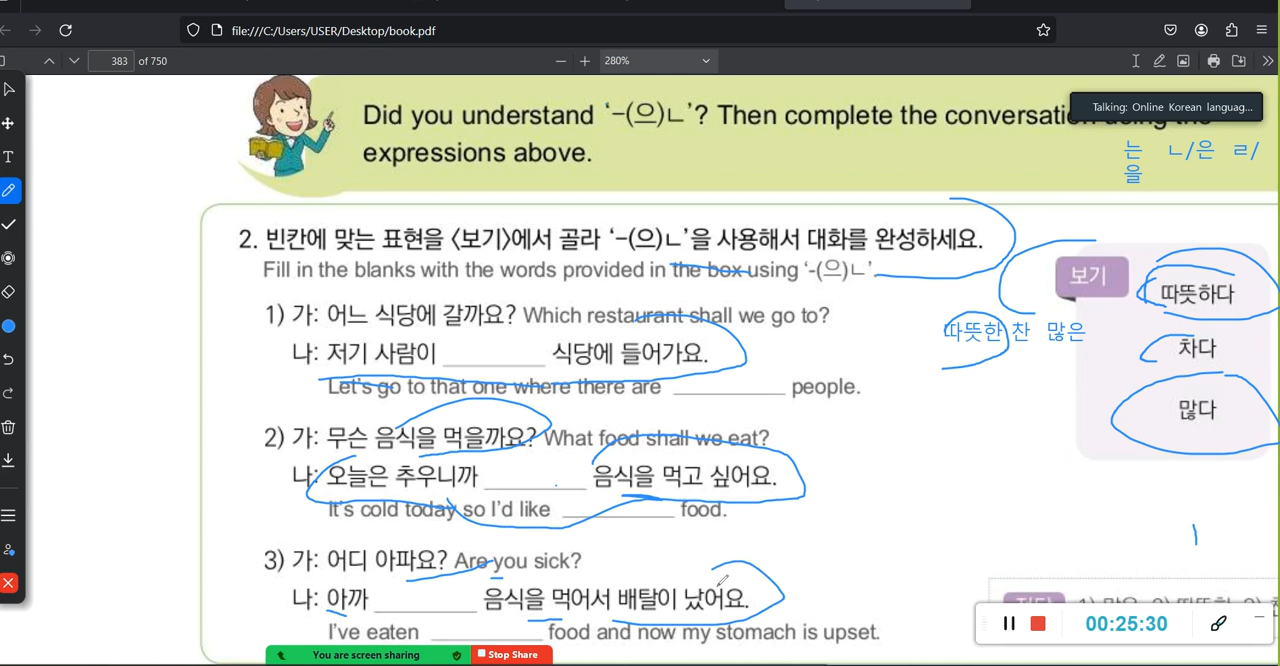 file:///C:/Users/USER/Desktop/book.pdf
383 of 750
280%
Talking: Online Korean languag...
Did you understand ‘-(으)ㄴ’? Then complete the conversation using the
expressions above.
는 ㄴ/은 ㄹ/
을
2. 빈칸에 맞는 표현을 〈보기〉에서 골라 ‘-(으)ㄴ’을 사용해서 대화를 완성하세요.
Fill in the blanks with the words provided in the box using ‘-(으)ㄴ’.
보기
따뜻하다
차다
많다
따뜻한 찬 많은
1) 가: 어느 식당에 갈까요? Which restaurant shall we go to?
나: 저기 사람이 ________ 식당에 들어가요.
Let's go to that one where there are ________ people.
2) 가: 무슨 음식을 먹을까요? What food shall we eat?
나: 오늘은 추우니까 ________ 음식을 먹고 싶어요.
It's cold today so I'd like ________ food.
3) 가: 어디 아파요? Are you sick?
나: 아까 ________ 음식을 먹어서 배탈이 났어요.
I've eaten ________ food and now my stomach is upset.
00:25:30
You are screen sharing
Stop Share